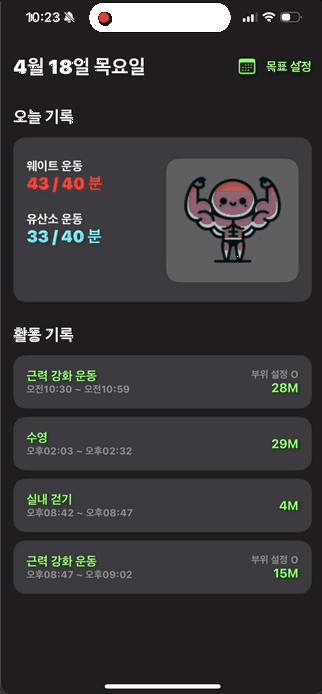 10:23
4월 18일 목요일
목표 설정
오늘 기록
웨이트 운동
43 / 40 분
유산소 운동
33 / 40 분
활동 기록
근력 강화 운동
부위 설정 O
오전10:30 ~ 오전10:59
28M
수영
오후02:03 ~ 오후02:32
29M
실내 걷기
오후08:42 ~ 오후08:47
4M
근력 강화 운동
부위 설정 O
오후08:47 ~ 오후09:02
15M